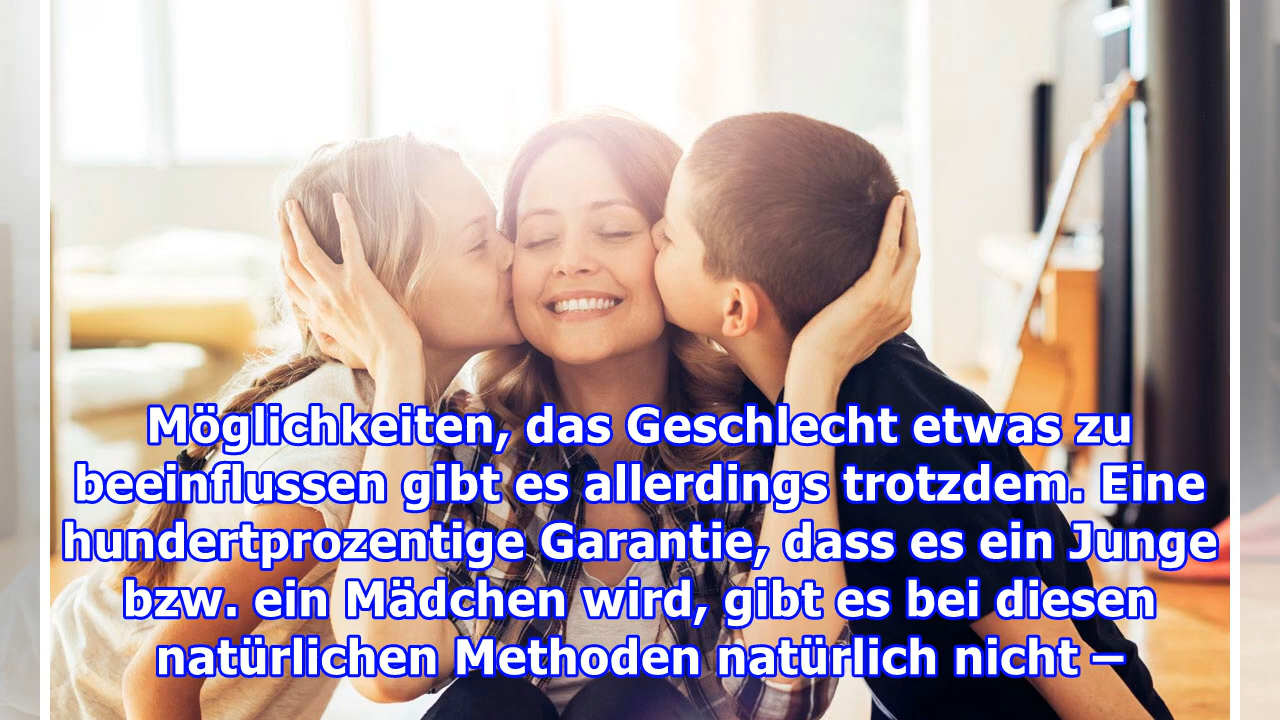 Möglichkeiten, das Geschlecht etwas zu
beeinflussen gibt es allerdings trotzdem. Eine
hundertprozentige Garantie, dass es ein Junge
bzw. ein Mädchen wird, gibt es bei diesen
natürlichen Methoden natürlich nicht –